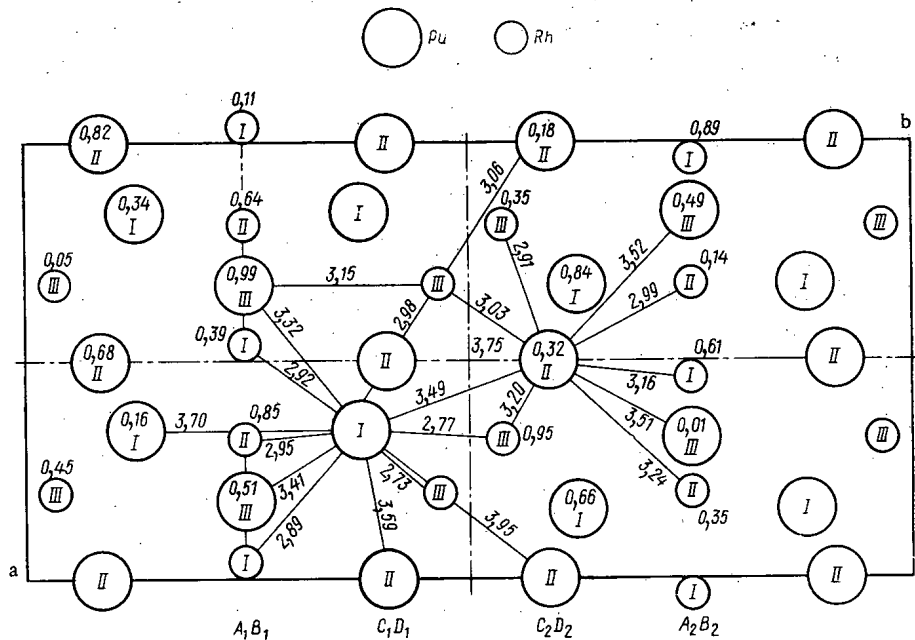 Pu Rh
0,11
0,82 I II 0,18 0,89 b
II II I II
3,06
0,64 0,35 0,49
0,34 II I III III III
I
2,91 3,52
0,05 0,99 3,15 III 0,84 II 0,14 I
III III I
2,98 3,03 2,99
0,39 3,32
I
0,68 2,92 II 3,75 0,32 0,61 II
II II 3,16 I
3,49 3,20 3,51
0,16 3,70 0,85 I 2,77 III 0,95 0,01 III
I II III
2,95
0,45 0,51 3,41 2,73 III 3,24 II
III III 0,66 0,35 I
I
2,89 3,59 3,95
a II I II II I II
A₁B₁ C₁D₁ C₂D₂ A₂B₂